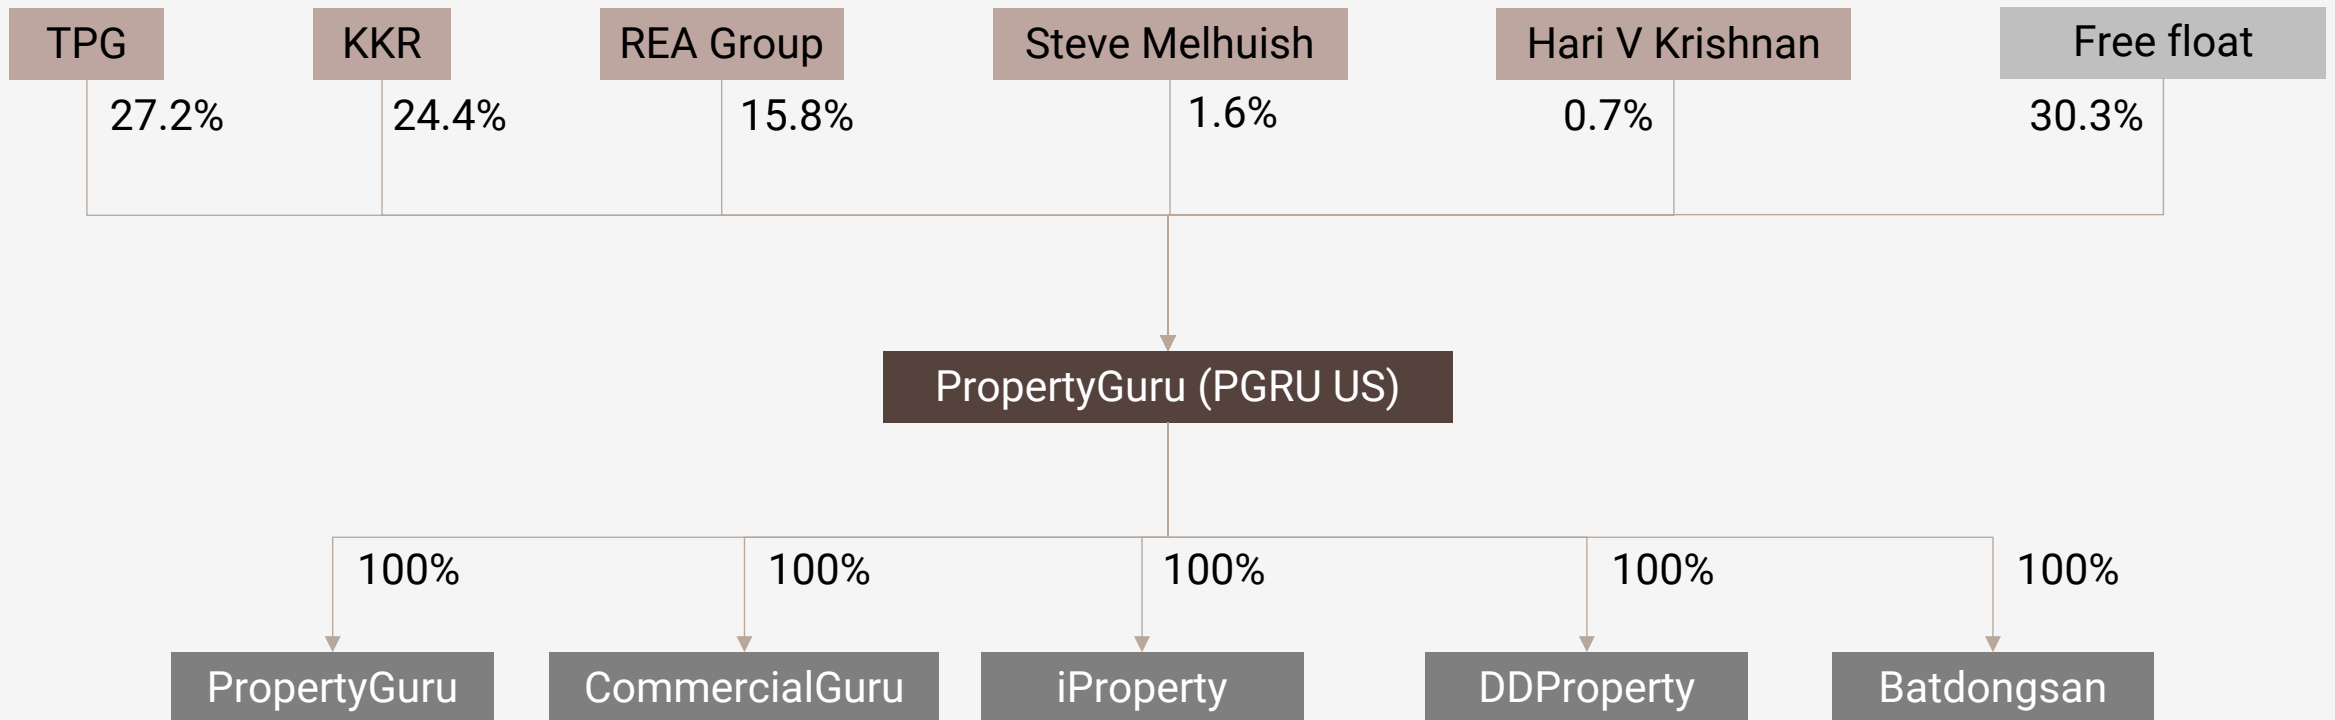 TPG
KKR
REA Group
Steve Melhuish
Hari V Krishnan
Free float
27.2%
24.4%
15.8%
1.6%
0.7%
30.3%
PropertyGuru (PGRU US)
100%
100%
100%
100%
100%
PropertyGuru
CommercialGuru
iProperty
DDProperty
Batdongsan